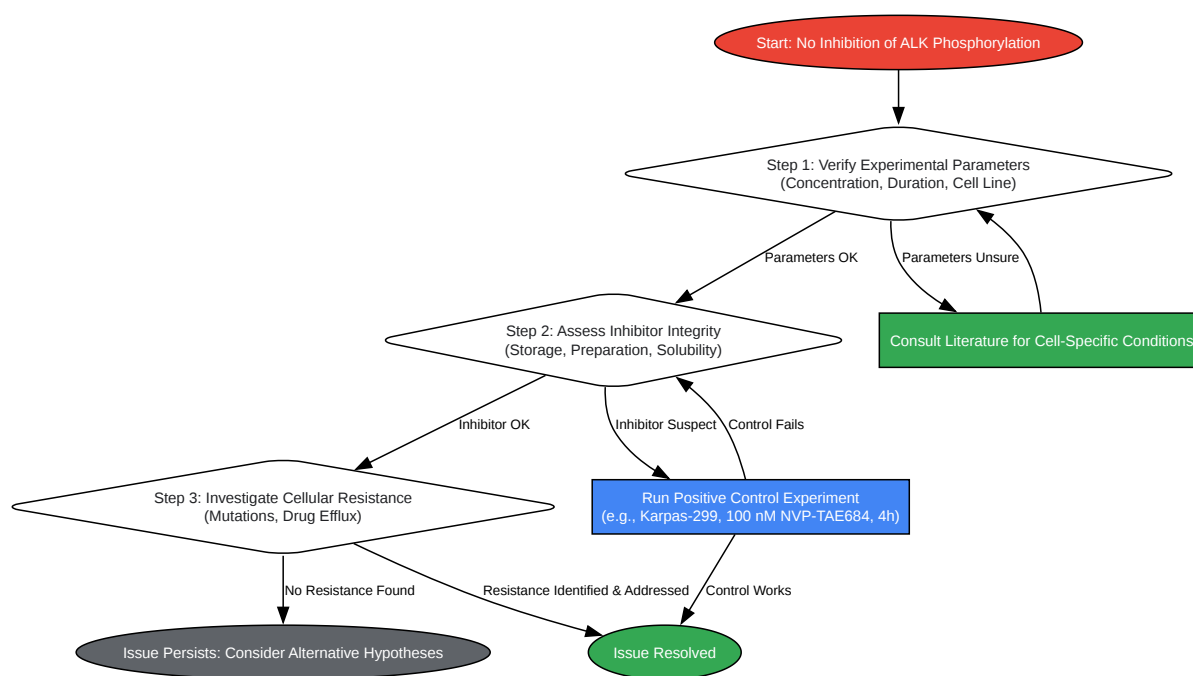 Start: No Inhibition of ALK Phosphorylation
Step 1: Verify Experimental Parameters
(Concentration, Duration, Cell Line)
Parameters OK
Parameters Unsure
Step 2: Assess Inhibitor Integrity
(Storage, Preparation, Solubility)
Consult Literature for Cell-Specific Conditions
Inhibitor OK
Inhibitor Suspect
Control Fails
Step 3: Investigate Cellular Resistance
(Mutations, Drug Efflux)
Run Positive Control Experiment
(e.g., Karpas-299, 100 nM NVP-TAE684, 4h)
No Resistance Found
Resistance Identified & Addressed
Control Works
Issue Persists: Consider Alternative Hypotheses
Issue Resolved